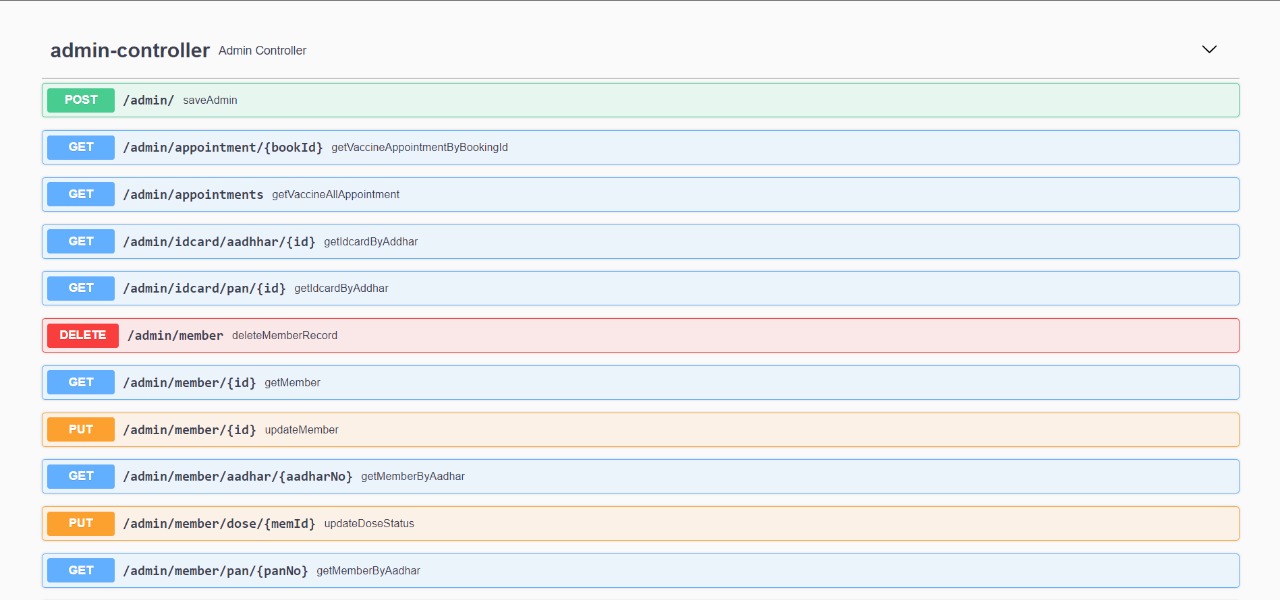 admin-controller Admin Controller
POST /admin/ saveAdmin
GET /admin/appointment/{bookId} getVaccineAppointmentByBookingId
GET /admin/appointments getVaccineAllAppointment
GET /admin/idcard/aadhhar/{id} getIdcardByAddhar
GET /admin/idcard/pan/{id} getIdcardByAddhar
DELETE /admin/member deleteMemberRecord
GET /admin/member/{id} getMember
PUT /admin/member/{id} updateMember
GET /admin/member/aadhar/{aadharNo} getMemberByAadhar
PUT /admin/member/dose/{memId} updateDoseStatus
GET /admin/member/pan/{panNo} getMemberByAadhar